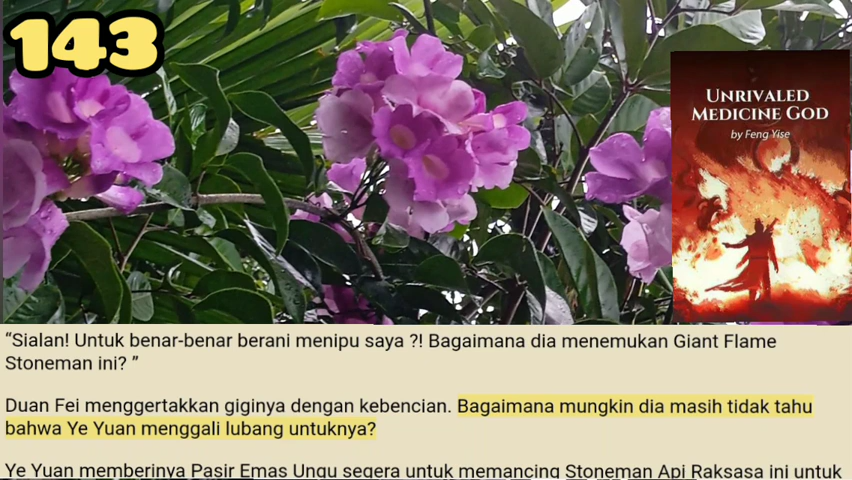 143
UNRIVALED
MEDICINE GOD
by Feng Yise
“Sialan! Untuk benar-benar berani menipu saya ?! Bagaimana dia menemukan Giant Flame
Stoneman ini? ”
Duan Fei menggertakkan giginya dengan kebencian. Bagaimana mungkin dia masih tidak tahu
bahwa Ye Yuan menggali lubang untuknya?
Ye Yuan memberinya Pasir Emas Ungu segera untuk memancing Stoneman Api Raksasa ini untuk